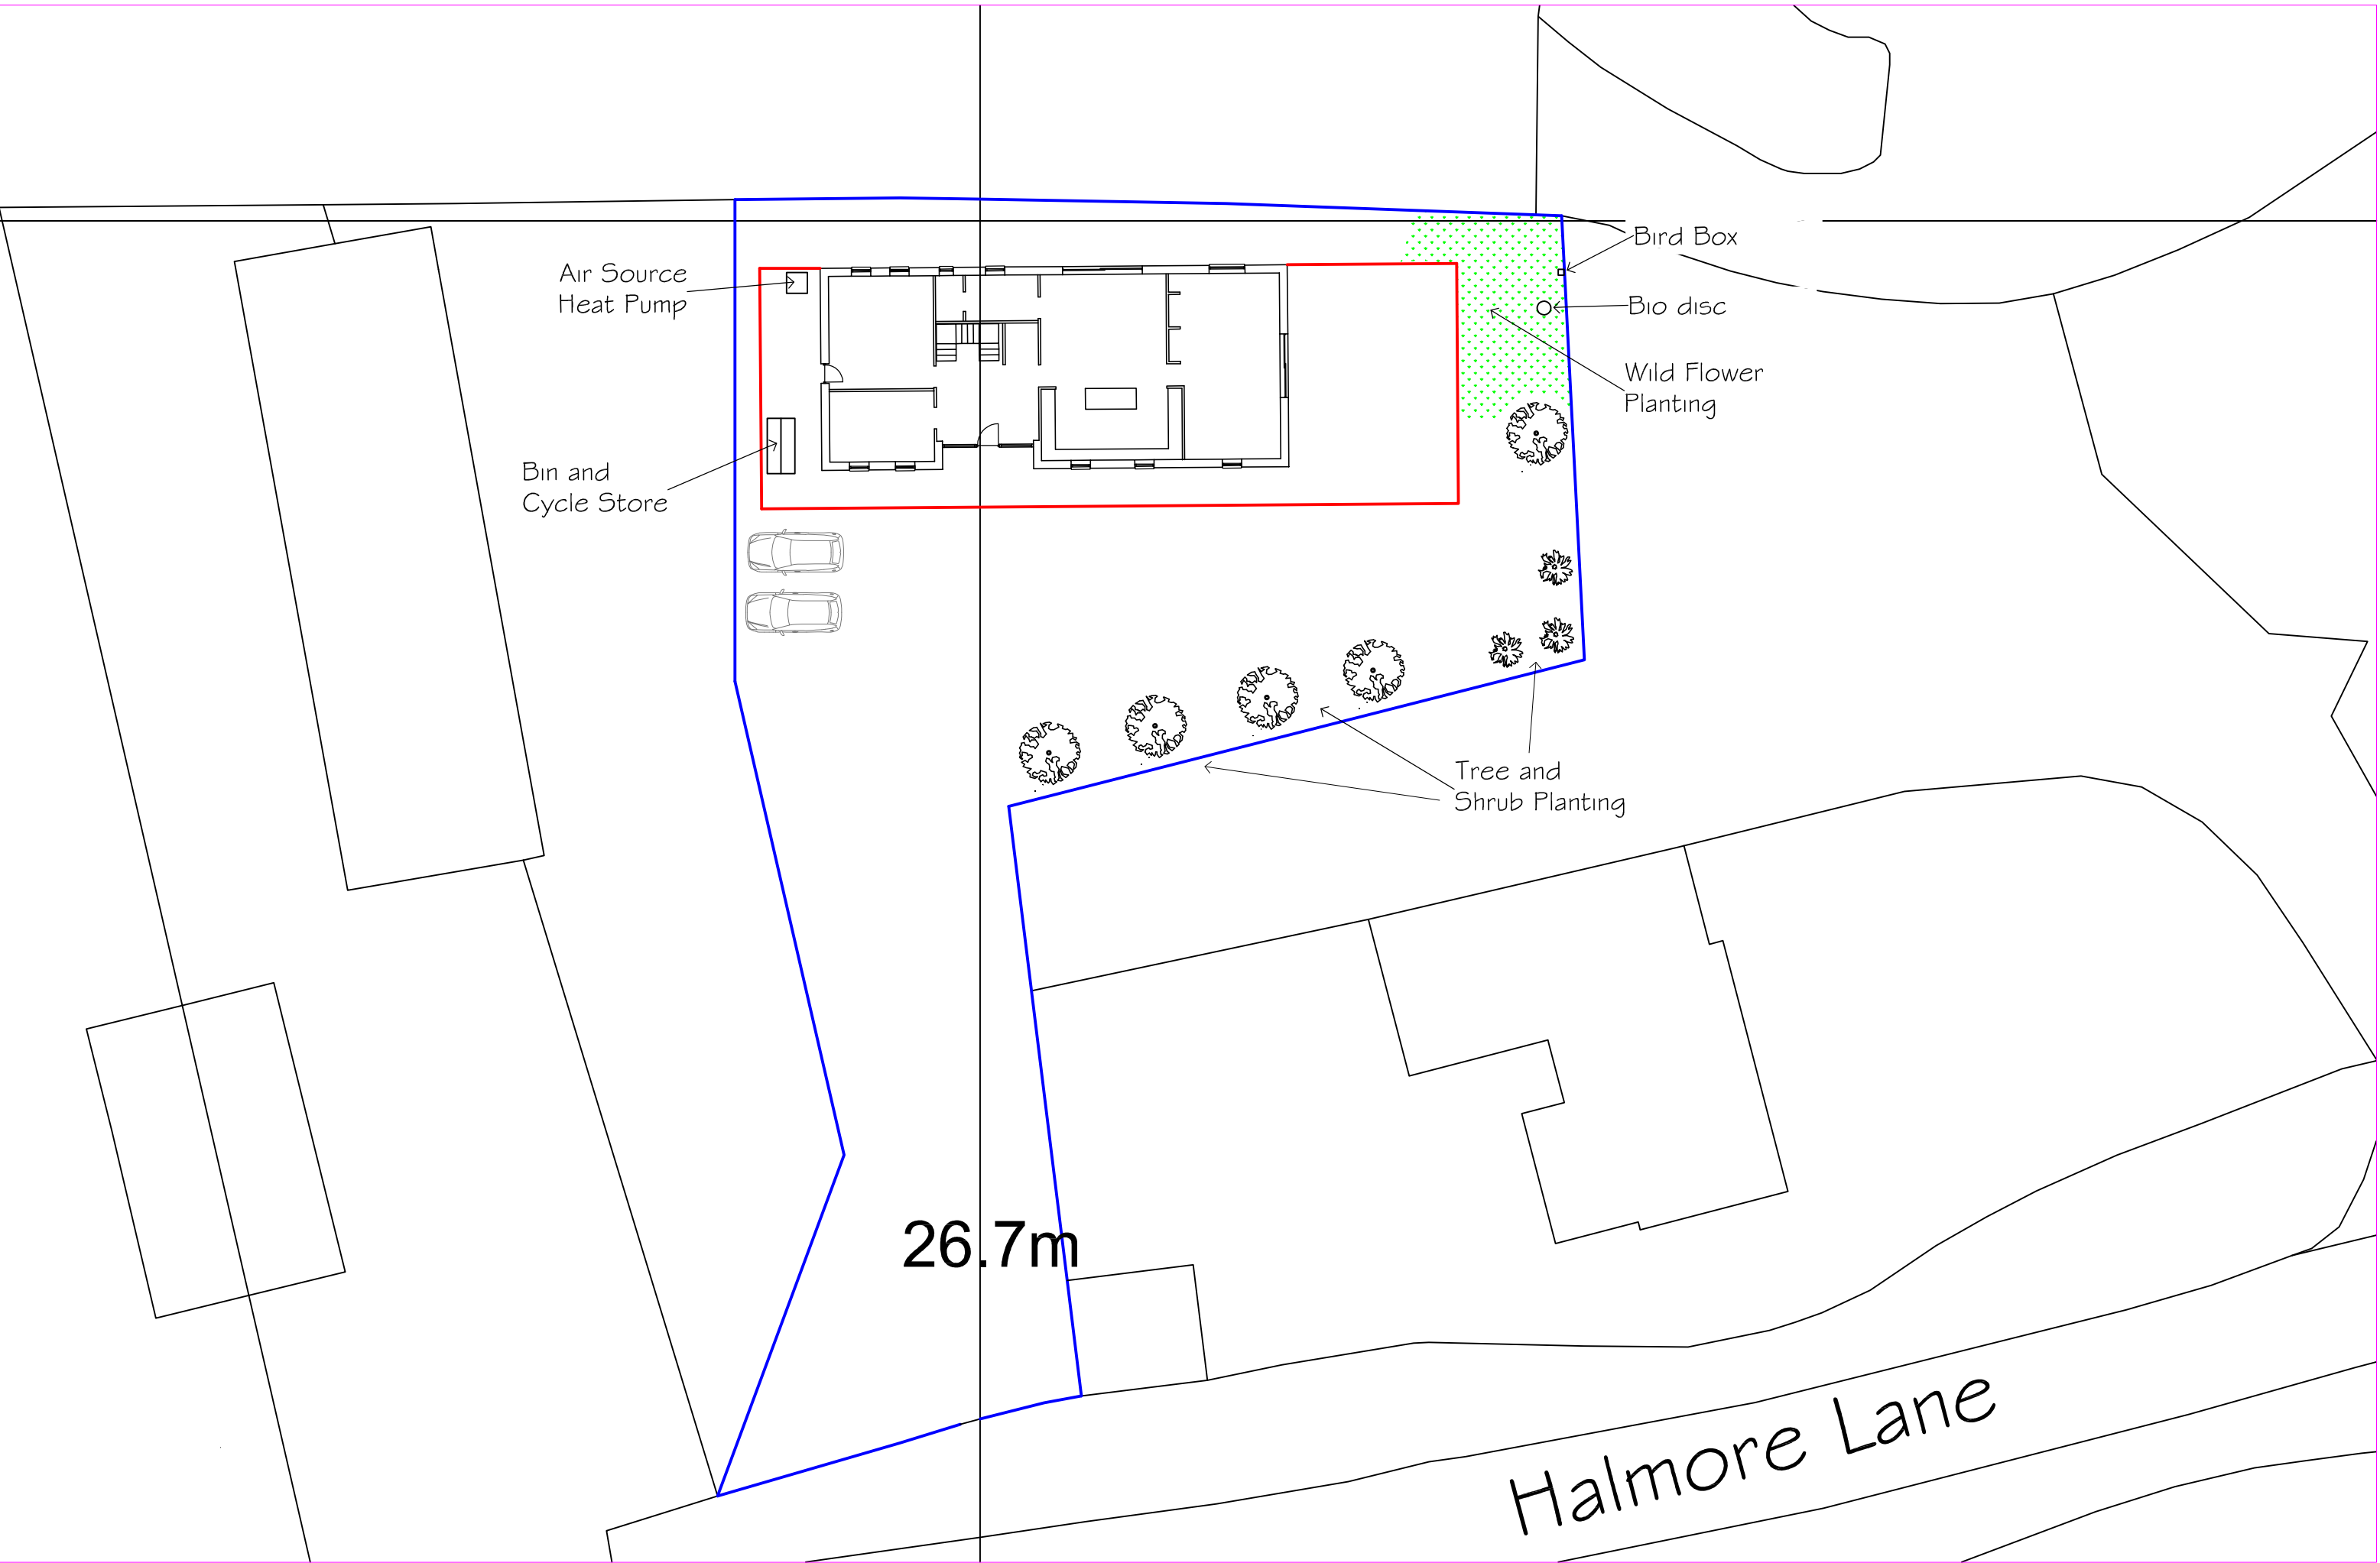 Bird Box
Air Source
Heat Pump
Bio disc
Wild Flower
Planting
Bin and
Cycle Store
Tree and
Shrub Planting
26.7m
Halmore Lane